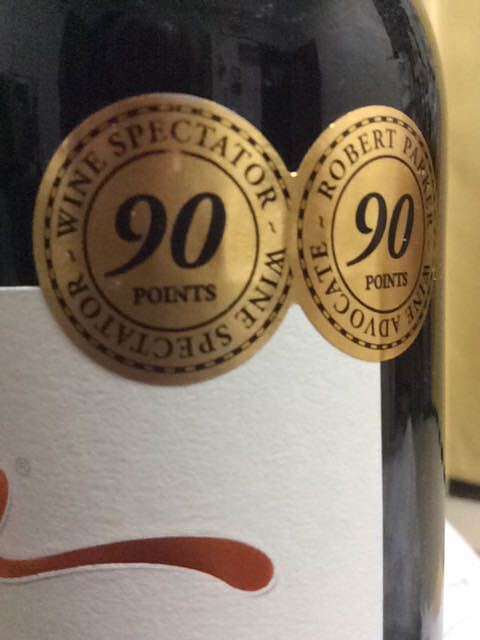 WINE SPECTATOR ~ WINE SPECTATOR ~
90
POINTS
ROBERT PARKER WINE ADVOCATE ~
90
POINTS
®